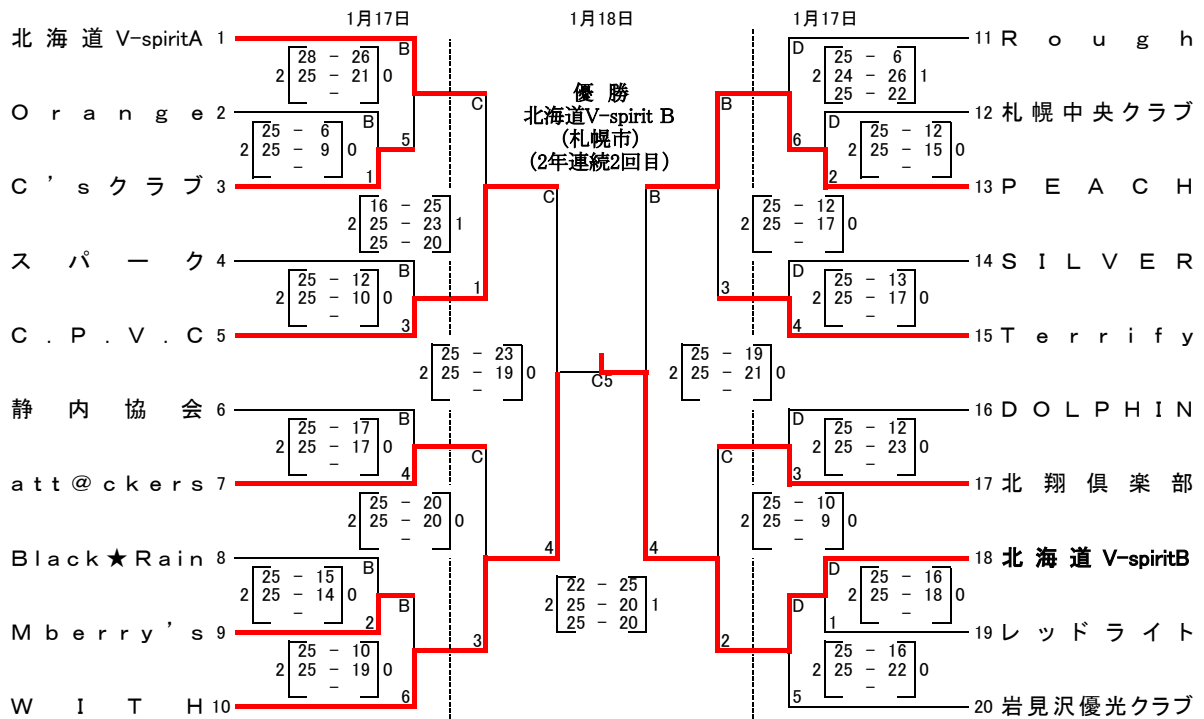 1月17日 1月18日 1月17日
北海道 V-spiritA 1
Orange 2
C'sクラブ 3
スパーク 4
C.P.V.C 5
静内協会 6
att@ckers 7
Black★Rain 8
Mberry's 9
WITH 10
B
28 - 26
2 25 - 21 0
-
B
25 - 6
2 25 - 9 0
-
1
5
C
16 - 25
2 25 - 23 1
25 - 20
B
25 - 12
2 25 - 10 0
-
3
1
C
25 - 23
2 25 - 19 0
-
B
25 - 17
2 25 - 17 0
-
4
C
25 - 20
2 25 - 20 0
-
B
25 - 15
2 25 - 14 0
-
2
B
25 - 10
2 25 - 19 0
-
6
3
4
優 勝
北海道V-spirit B
(札幌市)
(2年連続2回目)
C5
22 - 25
2 25 - 20 1
25 - 20
B
25 - 19
2 25 - 21 0
-
4
B
25 - 12
2 25 - 17 0
-
3
D
25 - 6
2 24 - 26 1
25 - 22
6
D
25 - 12
2 25 - 15 0
-
2
D
25 - 13
2 25 - 17 0
-
4
D
25 - 12
2 25 - 23 0
-
3
C
25 - 10
2 25 - 9 0
-
2
D
25 - 16
2 25 - 18 0
-
1
D
25 - 16
2 25 - 22 0
-
5
11 Rough
12 札幌中央クラブ
13 PEACH
14 SILVER
15 Terrify
16 DOLPHIN
17 北翔倶楽部
18 北海道 V-spiritB
19 レッドライト
20 岩見沢優光クラブ